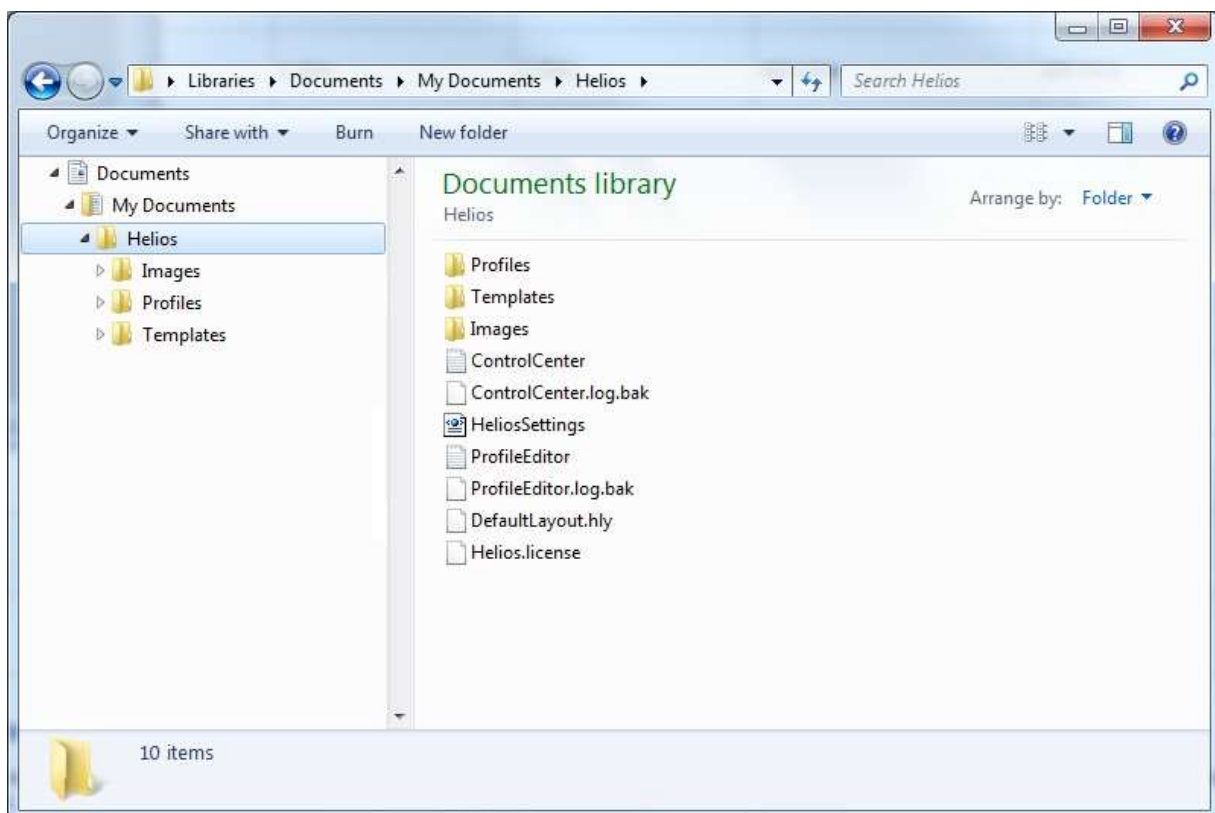 Libraries Documents My Documents Helios Search Helios
Organize Share with Burn New folder
Documents
My Documents
Helios
Images
Profiles
Templates
Documents library
Helios
Arrange by: Folder
Profiles
Templates
Images
ControlCenter
ControlCenter.log.bak
HeliosSettings
ProfileEditor
ProfileEditor.log.bak
DefaultLayout.hly
Helios.license
10 items